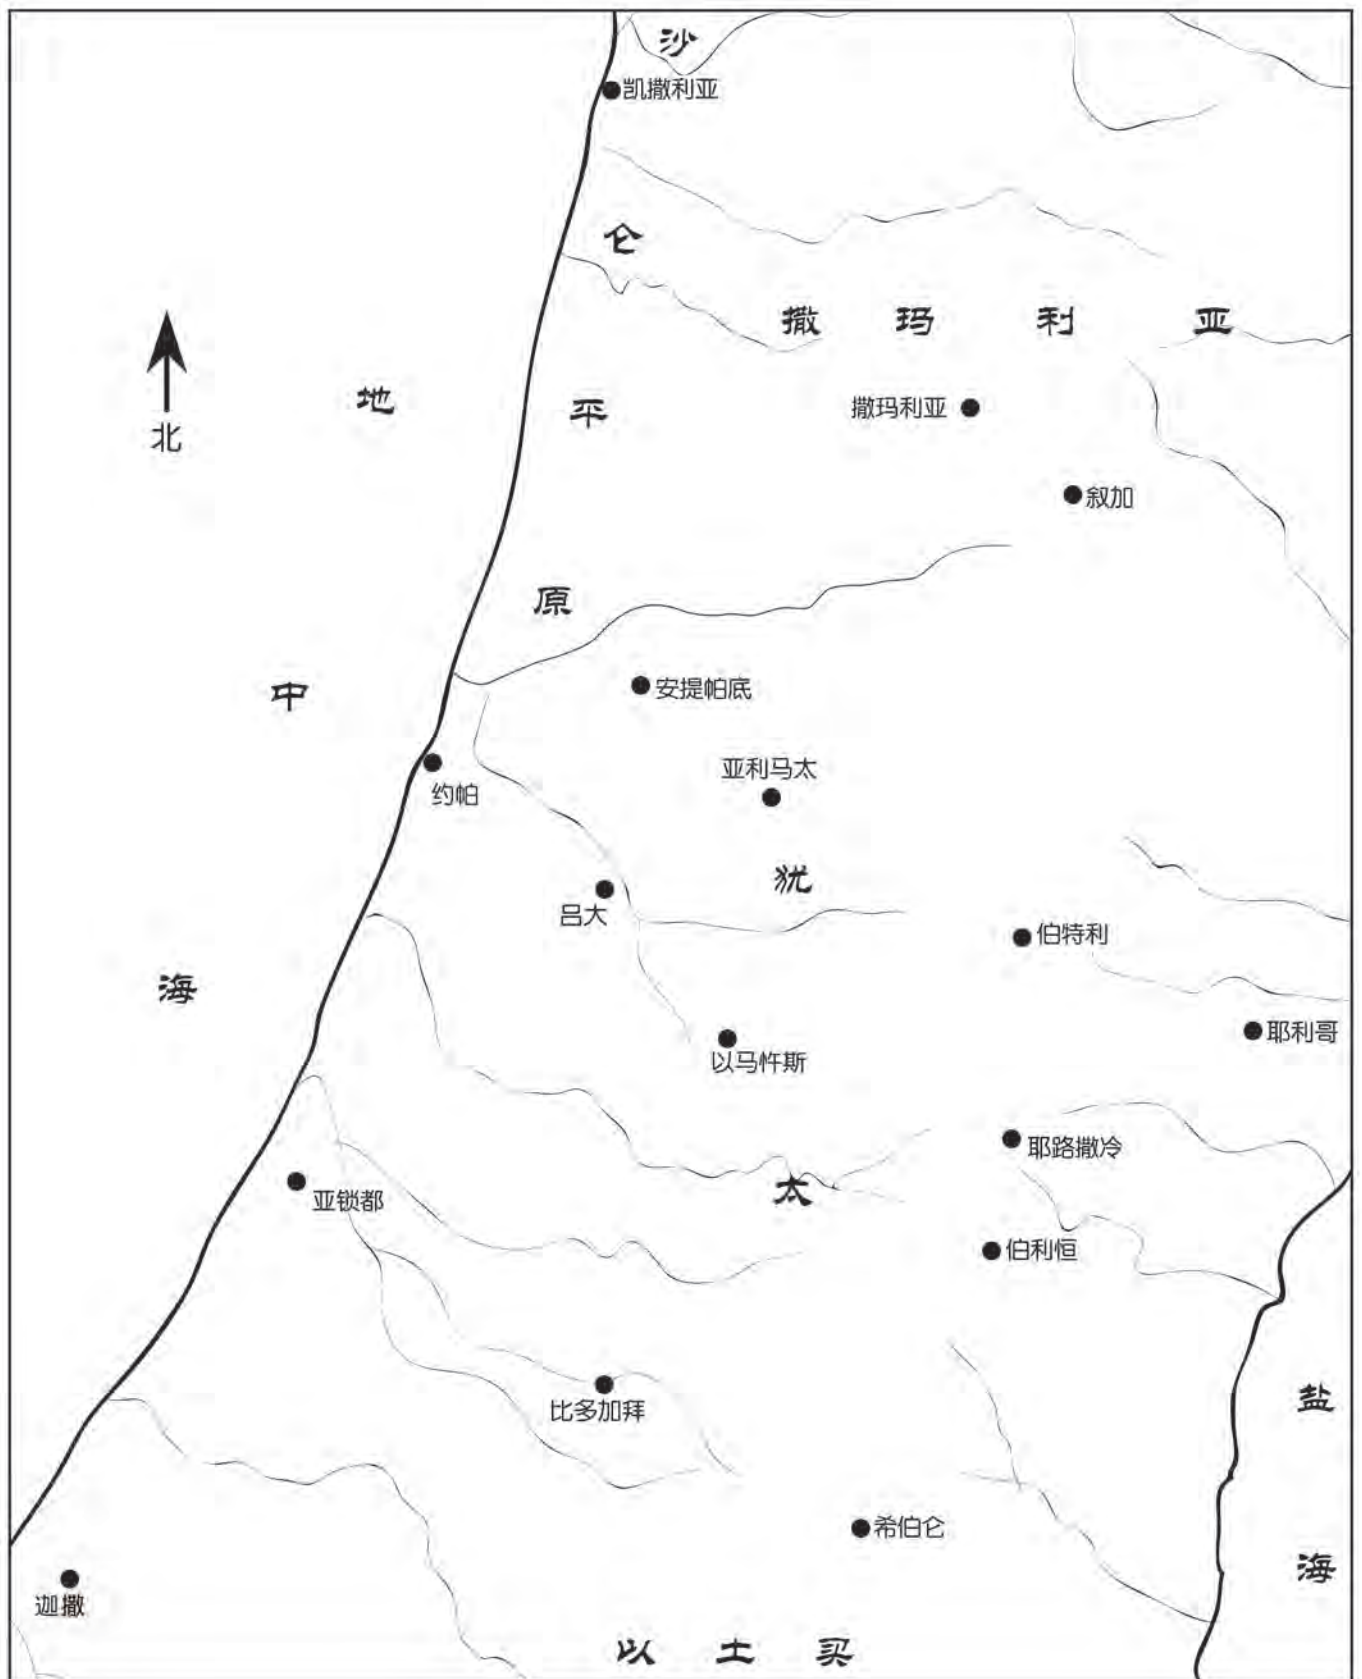 沙仑平原
凯撒利亚
撒玛利亚
北
地中海
撒玛利亚
叙加
安提帕底
亚利马太
约帕
犹太
吕大
伯特利
耶利哥
以马忤斯
耶路撒冷
亚锁都
伯利恒
比多加拜
盐海
希伯仑
迦撒
以土买